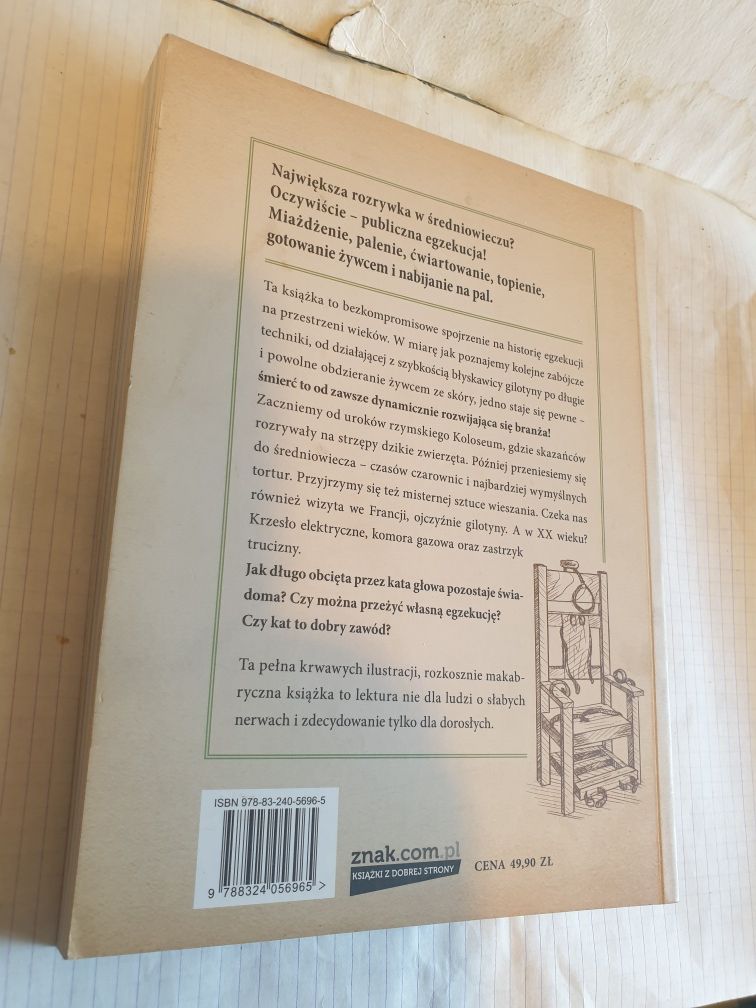 Największa rozrywka w średniowieczu?
Oczywiście – publiczna egzekucja!
Miażdżenie, palenie, ćwiartowanie, topienie,
gotowanie żywcem i nabijanie na pal.
Ta książka to bezkompromisowe spojrzenie na historię egzekucji
na przestrzeni wieków. W miarę jak poznajemy kolejne zabójcze
techniki, od działającej z szybkością błyskawicy gilotyny po długie
i powolne obdzieranie żywcem ze skóry, jedno staje się pewne –
śmierć to od zawsze dynamicznie rozwijająca się branża!
Zaczniemy od uroków rzymskiego Koloseum, gdzie skazańców
rozrywały na strzępy dzikie zwierzęta. Później przeniesiemy się
do średniowiecza – czasów czarownic i najbardziej wymyślnych
tortur. Przyjrzymy się też misternej sztuce wieszania. Czeka nas
również wizyta we Francji, ojczyźnie gilotyny. A w XX wieku?
Krzesło elektryczne, komora gazowa oraz zastrzyk
trucizny.
Jak długo obcięta przez kata głowa pozostaje świa-
doma? Czy można przeżyć własną egzekucję?
Czy kat to dobry zawód?
Ta pełna krwawych ilustracji, rozkosznie makab-
ryczna książka to lektura nie dla ludzi o słabych
nerwach i zdecydowanie tylko dla dorosłych.
ISBN 978-83-240-5696-5
9 788324 056965 >
znak.com.pl
KSIĄŻKI Z DOBREJ STRONY
CENA 49,90 ZŁ